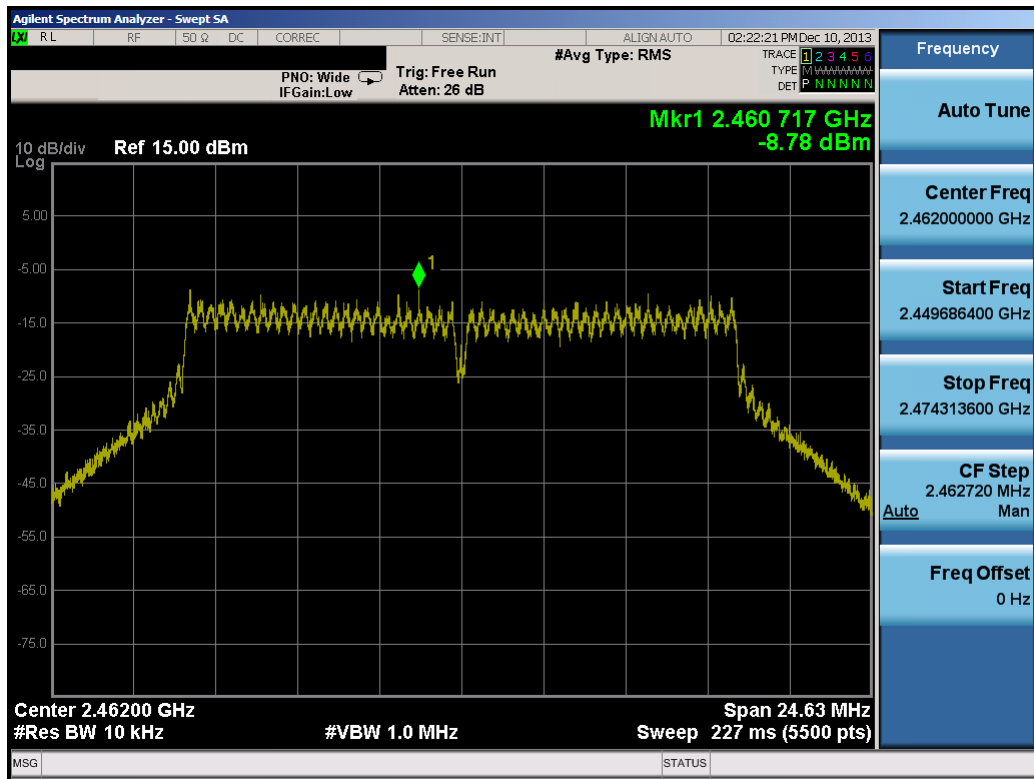 Agilent Spectrum Analyzer - Swept SA
LXI RL RF 50 Ω DC CORREC SENSE:INT ALIGNAUTO 02:22:21 PM Dec 10, 2013
#Avg Type: RMS
TRACE 1 2 3 4 5 6
TYPE M WWWWW
DET P N N N N N
PNO: Wide
IFGain:Low
Trig: Free Run
Atten: 26 dB
Mkr1 2.460 717 GHz
-8.78 dBm
10 dB/div
Log
Ref 15.00 dBm
5.00
-5.00
-15.0
-25.0
-35.0
-45.0
-55.0
-65.0
-75.0
1
Center 2.46200 GHz
Span 24.63 MHz
#Res BW 10 kHz
#VBW 1.0 MHz
Sweep 227 ms (5500 pts)
MSG
STATUS
Frequency
Auto Tune
Center Freq
2.462000000 GHz
Start Freq
2.449686400 GHz
Stop Freq
2.474313600 GHz
CF Step
2.462720 MHz
Auto Man
Freq Offset
0 Hz